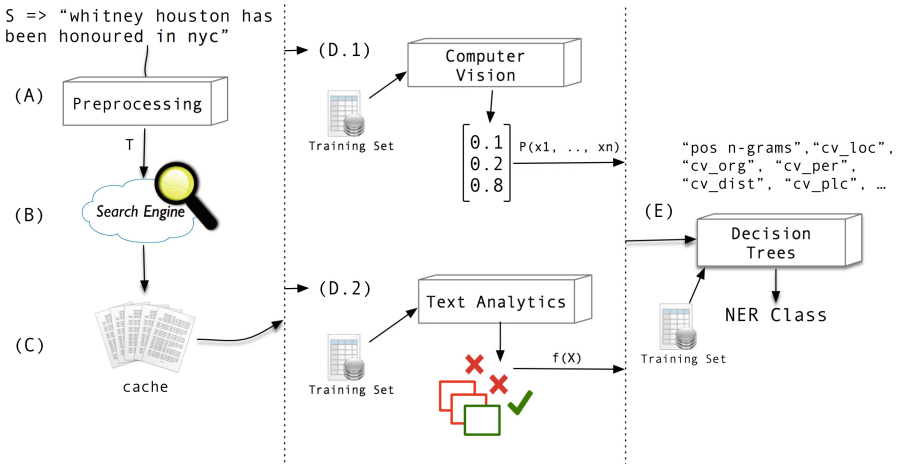 S => “whitney houston has
been honoured in nyc”
(A)
Preprocessing
T
(B)
Search Engine
(C)
cache
(D.1)
Computer
Vision
Training Set
0.1
0.2
0.8
P(x1, .., xn)
(D.2)
Text Analytics
Training Set
f(X)
“pos n-grams”,“cv_loc”,
“cv_org”, “cv_per”,
“cv_dist”, “cv_plc”, …
(E)
Decision
Trees
Training Set
NER Class